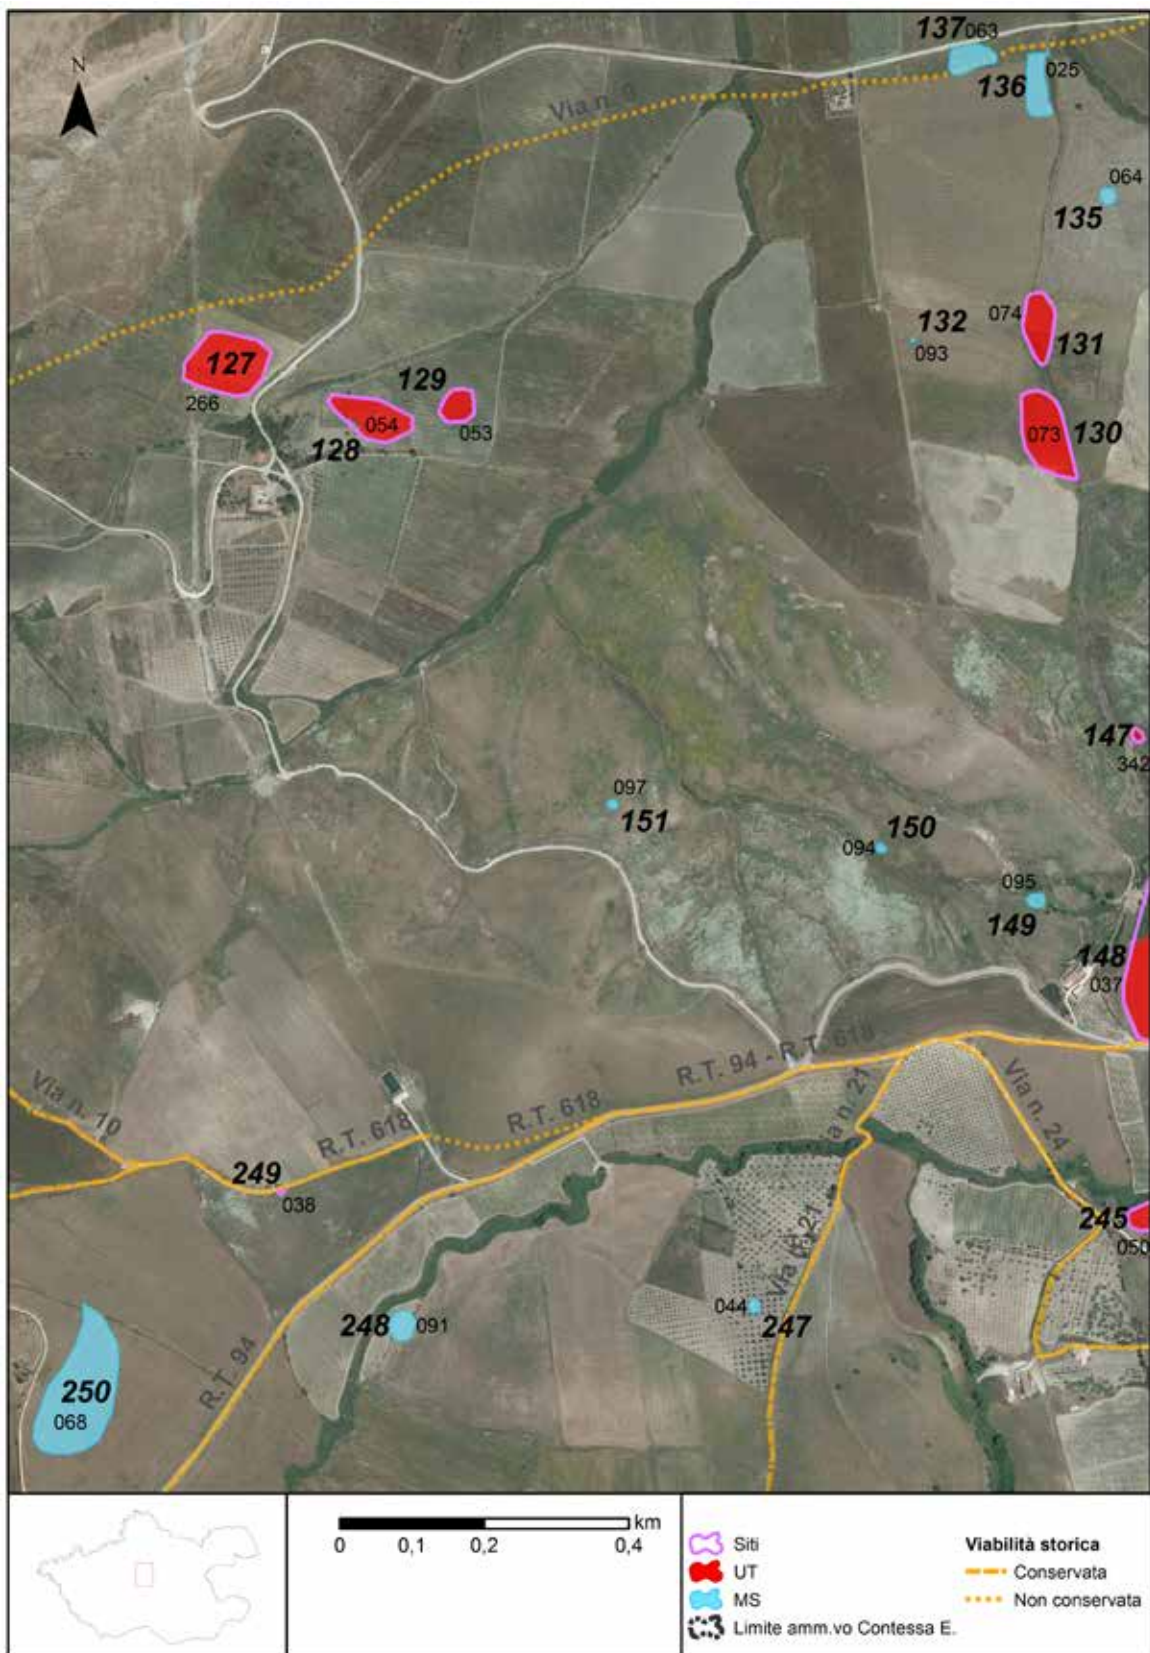 N
137 063
136 025
Via n. 9
064
135
074
132
093
131
127
266
129
054
053
128
073 130
147
342
097
151
150
094
095
149
148
037
R.T. 94 - R.T. 618
R.T. 618
R.T. 618
Via n. 10
a n. 21
Via n. 24
249
038
245
050
Via n. 21
044
247
248 091
R.T. 94
250
068
km
0 0,1 0,2 0,4
Siti
UT
MS
Limite amm.vo Contessa E.
Viabilità storica
Conservata
Non conservata